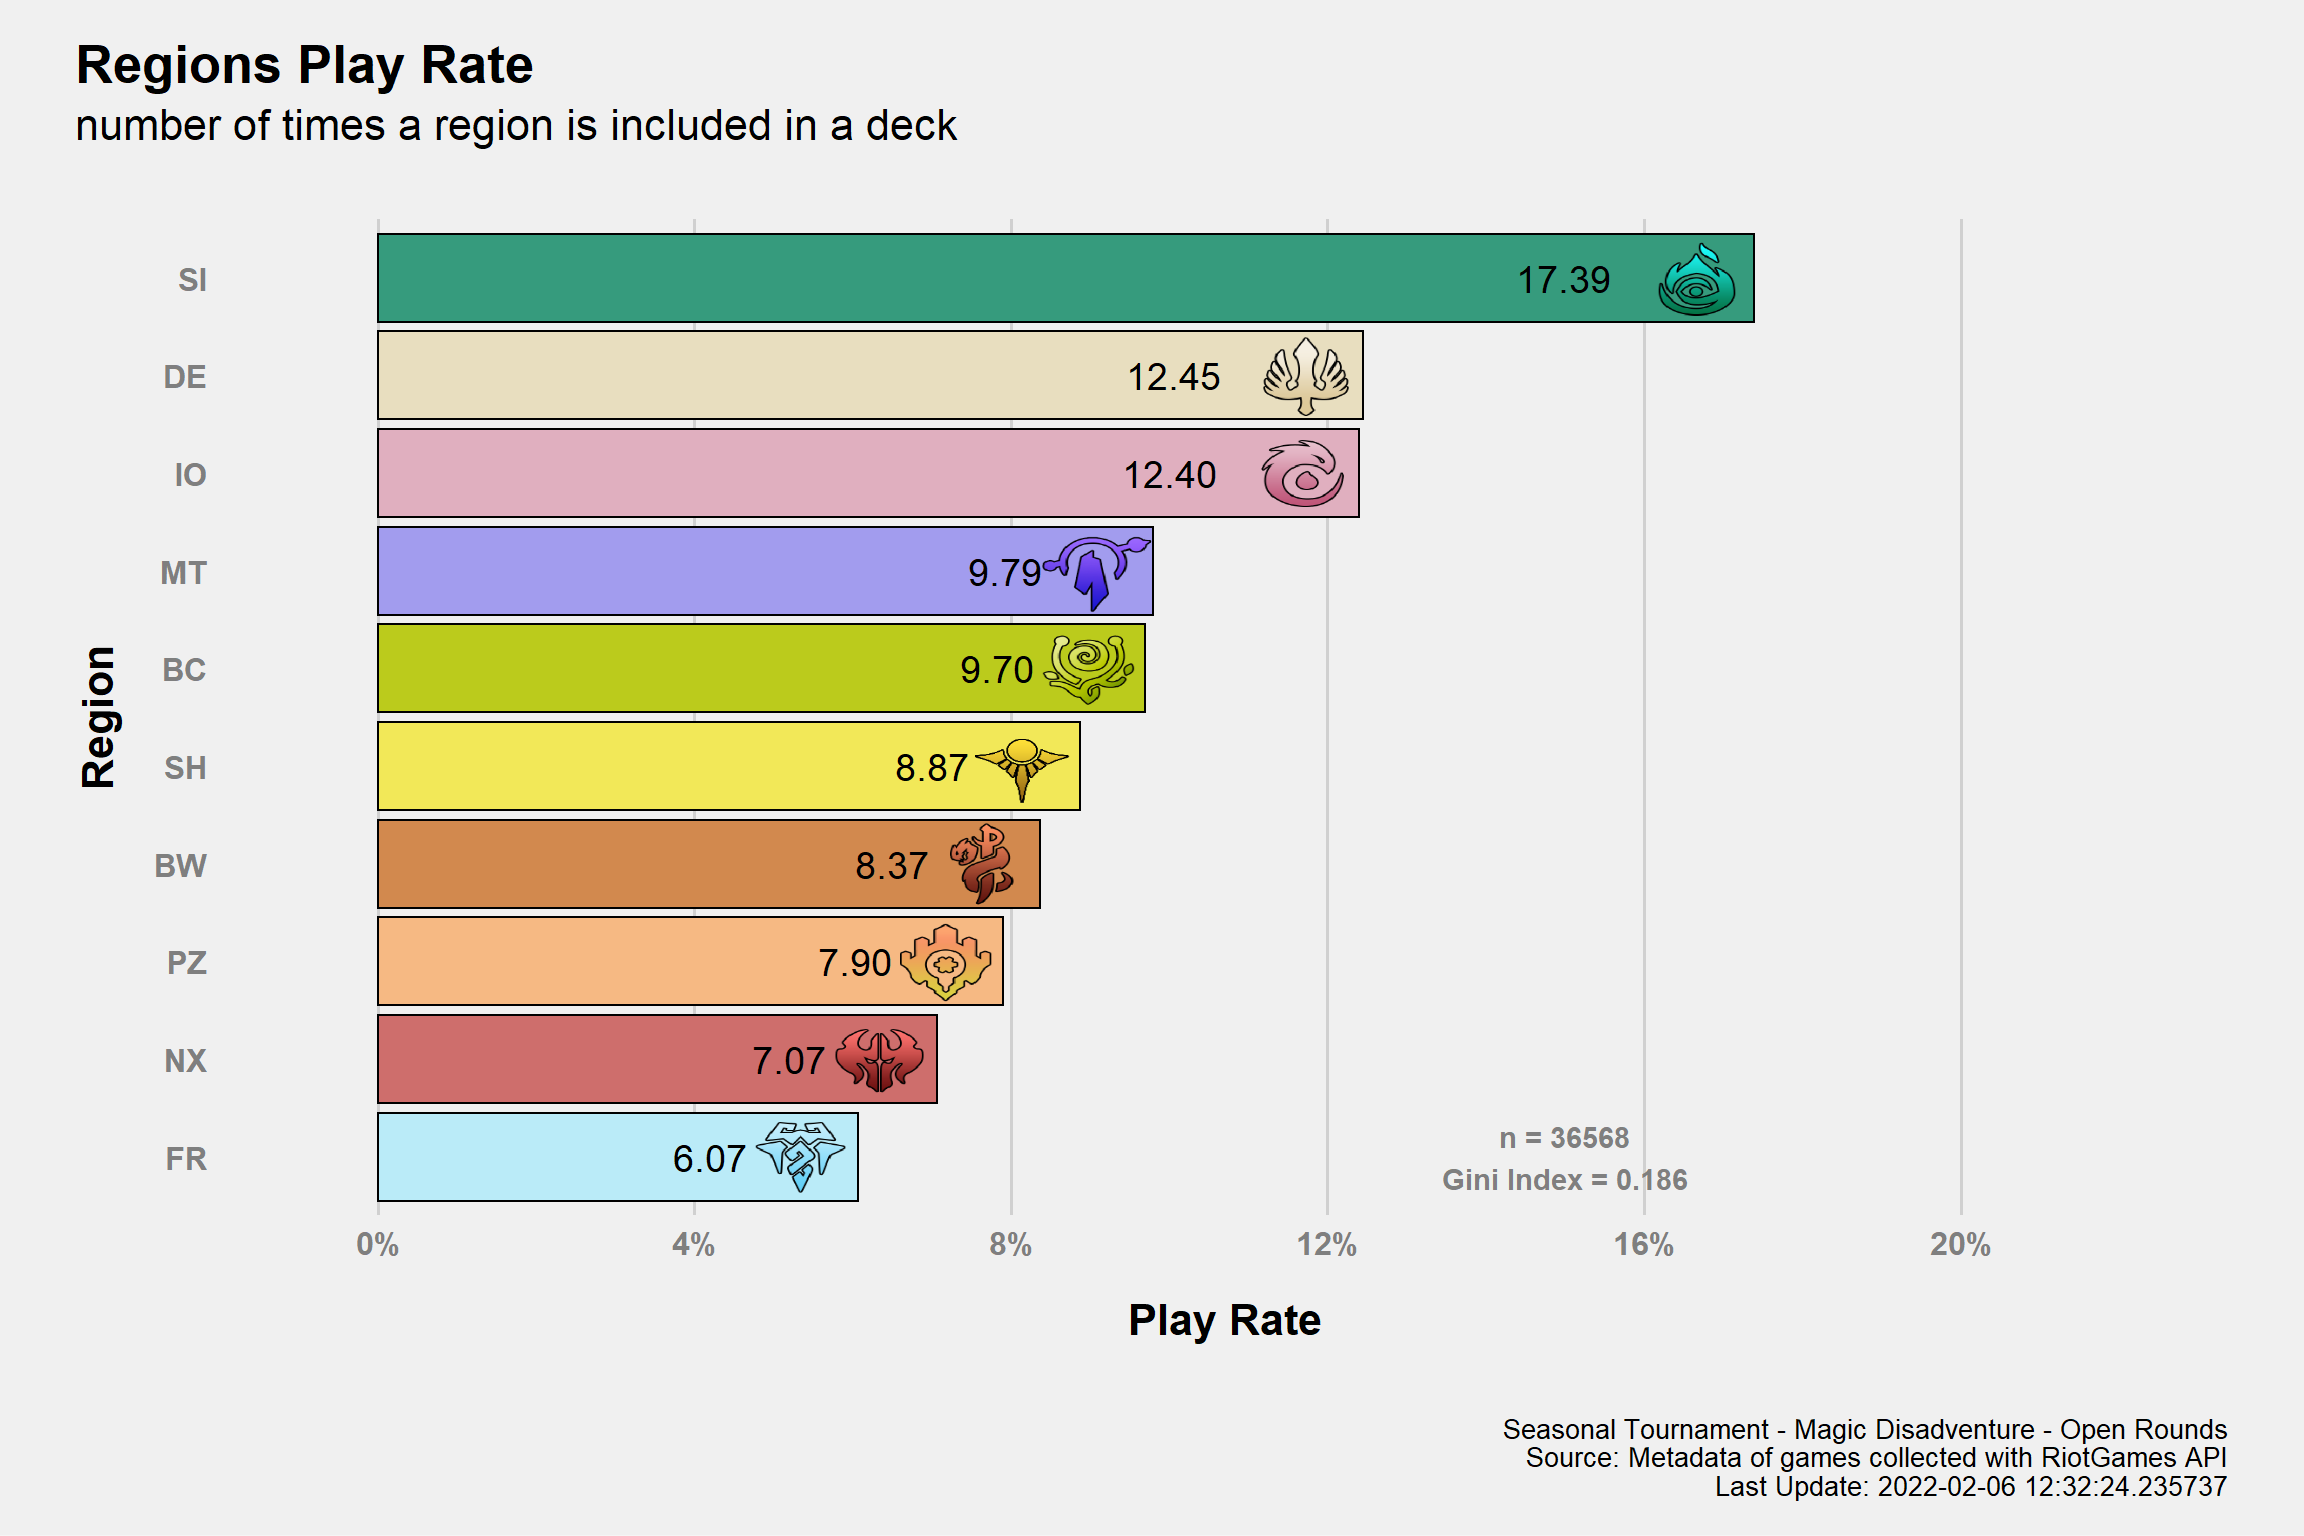 Regions Play Rate
number of times a region is included in a deck
Region
SI
17.39
DE
12.45
IO
12.40
MT
9.79
BC
9.70
SH
8.87
BW
8.37
PZ
7.90
NX
7.07
FR
6.07
n = 36568
Gini Index = 0.186
0% 4% 8% 12% 16% 20%
Play Rate
Seasonal Tournament - Magic Disadventure - Open Rounds
Source: Metadata of games collected with RiotGames API
Last Update: 2022-02-06 12:32:24.235737